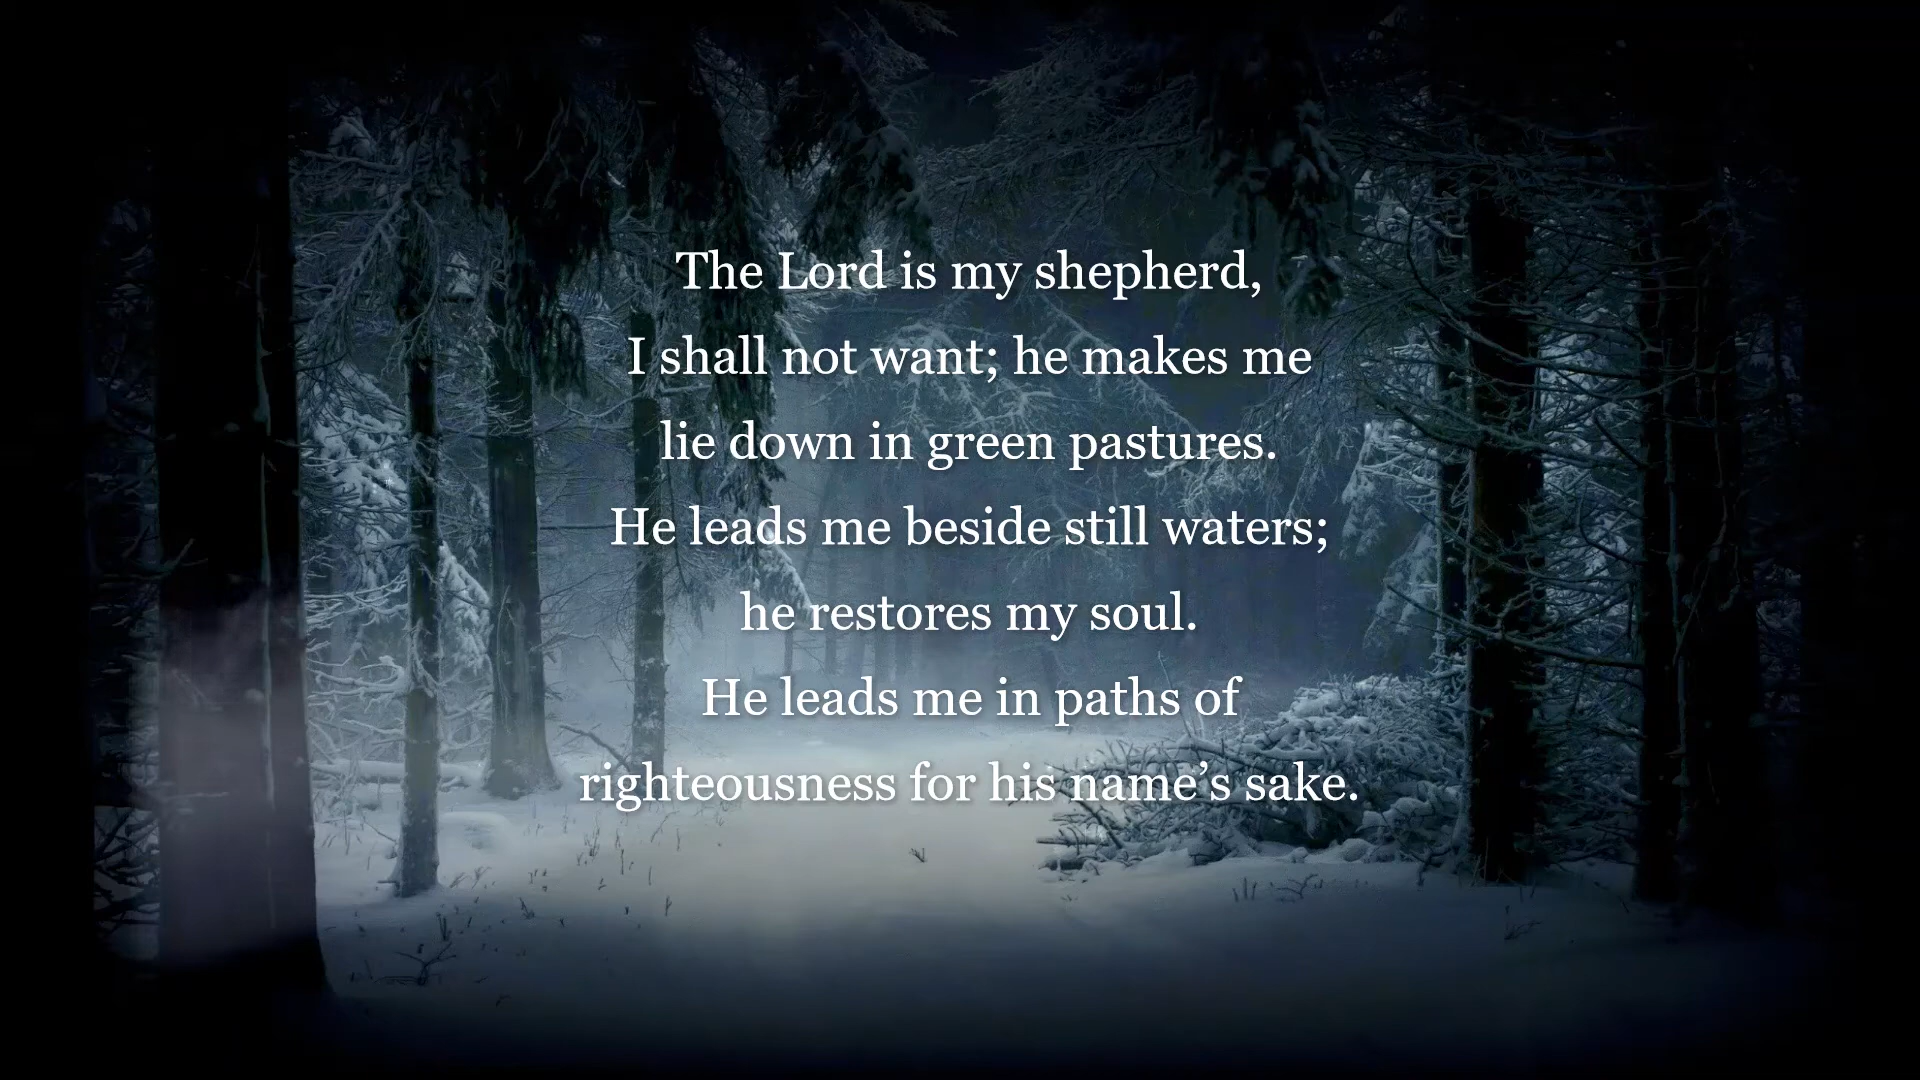 The Lord is my shepherd,
I shall not want; he makes me
lie down in green pastures.
He leads me beside still waters;
he restores my soul.
He leads me in paths of
righteousness for his name’s sake.